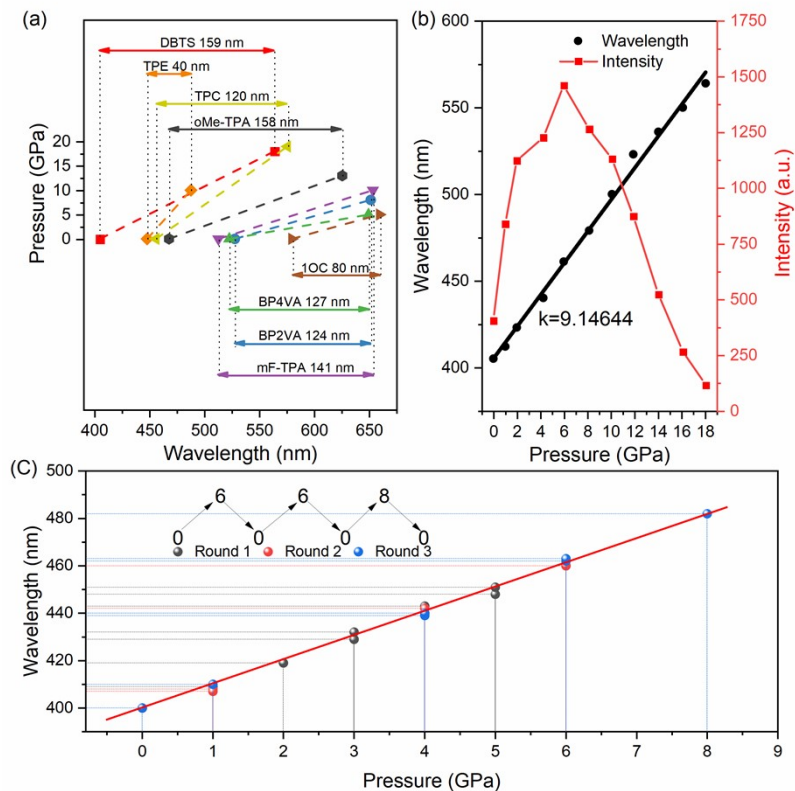 (a)
DBTS 159 nm
TPE 40 nm
TPC 120 nm
oMe-TPA 158 nm
20
15
10
5
0
Pressure (GPa)
1OC 80 nm
BP4VA 127 nm
BP2VA 124 nm
mF-TPA 141 nm
400 450 500 550 600 650
Wavelength (nm)
(b)
600
550
500
450
400
Wavelength (nm)
Wavelength
Intensity
k=9.14644
1750
1500
1250
1000
750
500
250
0
Intensity (a.u.)
0 2 4 6 8 10 12 14 16 18
Pressure (GPa)
(C)
500
480
460
440
420
400
Wavelength (nm)
6 6 8
0 0 0 0
Round 1 Round 2 Round 3
0 1 2 3 4 5 6 7 8 9
Pressure (GPa)